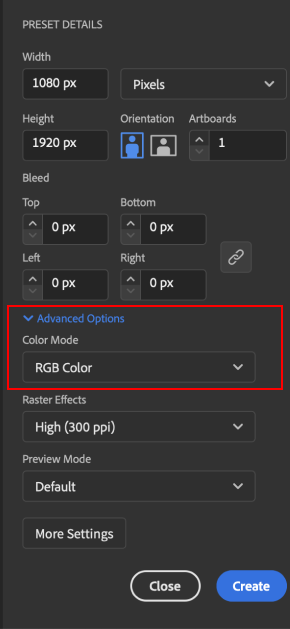 PRESET DETAILS
Width
1080 px Pixels
Height Orientation Artboards
1920 px 1
Bleed
Top Bottom
0 px 0 px
Left Right
0 px 0 px
Advanced Options
Color Mode
RGB Color
Raster Effects
High (300 ppi)
Preview Mode
Default
More Settings
Close Create